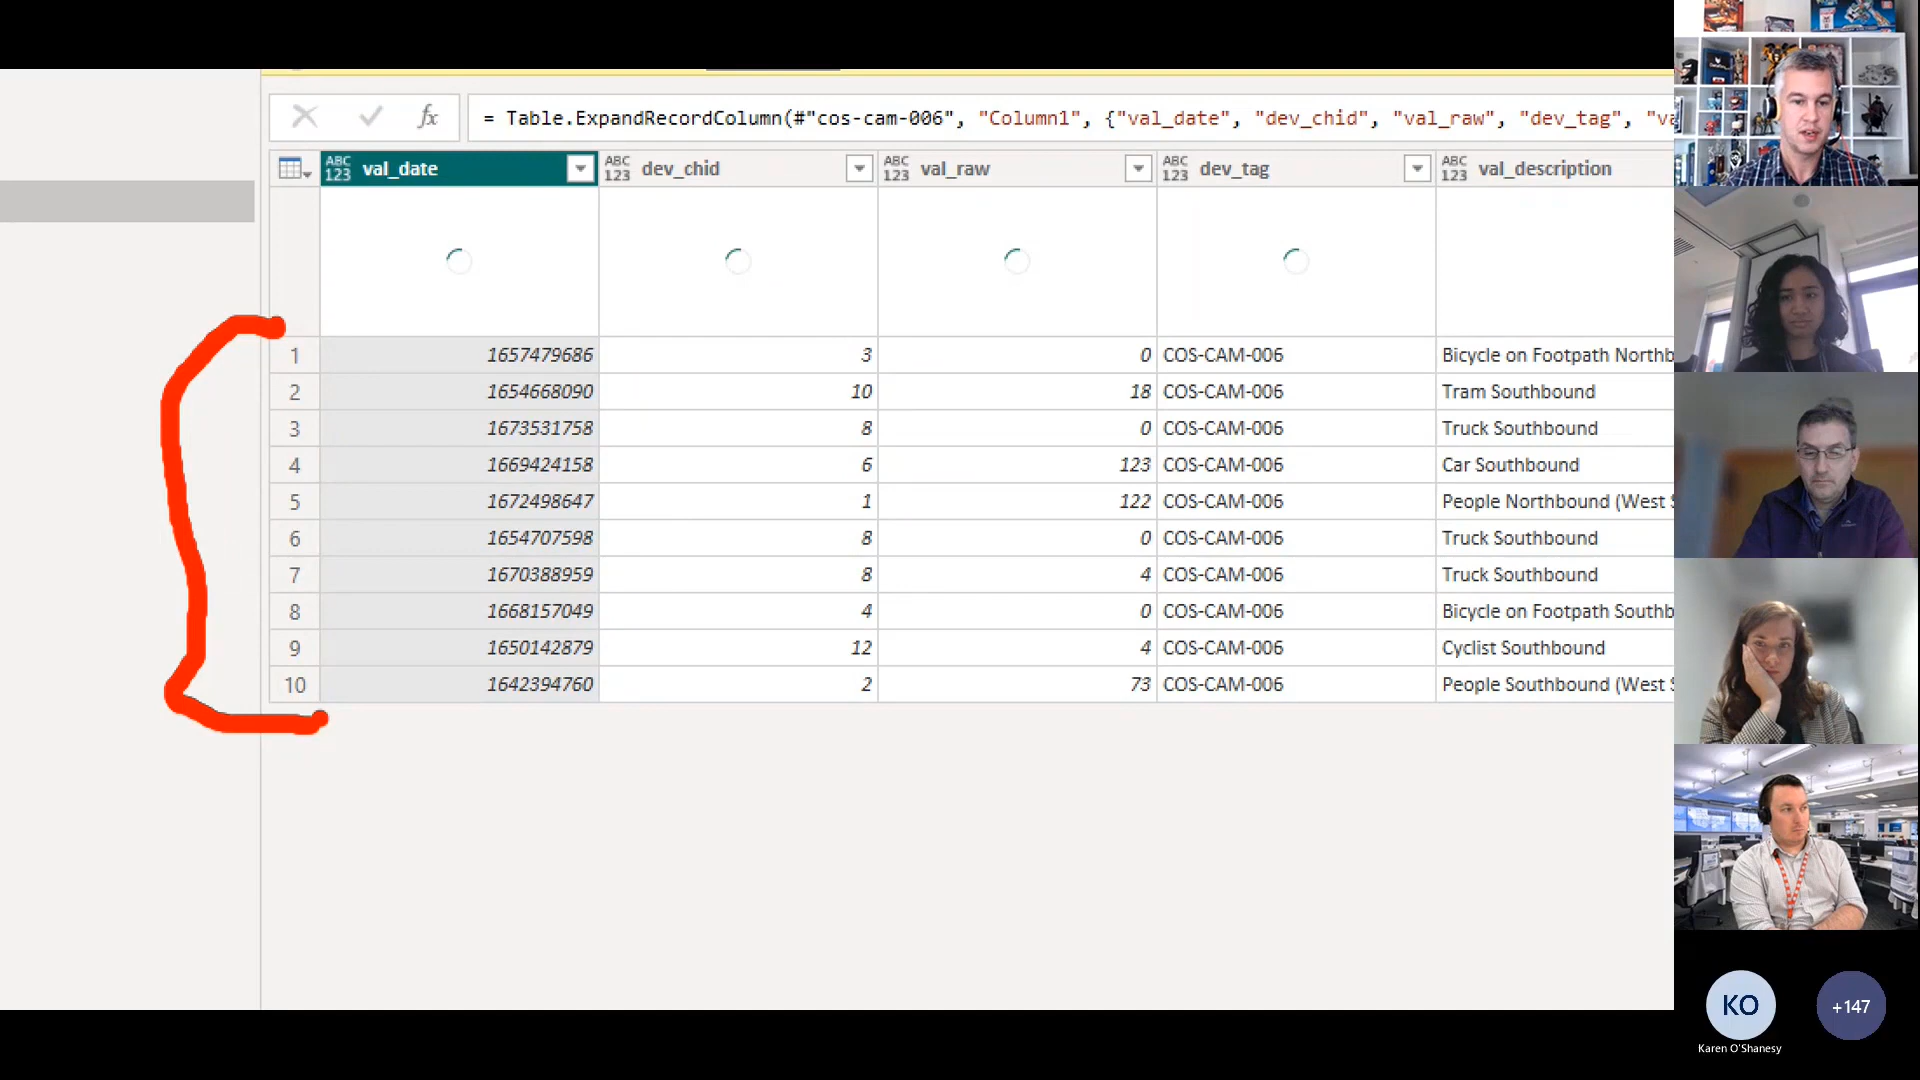 fx = Table.ExpandRecordColumn(#"cos-cam-006", "Column1", {"val_date", "dev_chid", "val_raw", "dev_tag", "va
ABC 123 val_date ABC 123 dev_chid ABC 123 val_raw ABC 123 dev_tag ABC 123 val_description
1 1657479686 3 0 COS-CAM-006 Bicycle on Footpath Northb
2 1654668090 10 18 COS-CAM-006 Tram Southbound
3 1673531758 8 0 COS-CAM-006 Truck Southbound
4 1669424158 6 123 COS-CAM-006 Car Southbound
5 1672498647 1 122 COS-CAM-006 People Northbound (West S
6 1654707598 8 0 COS-CAM-006 Truck Southbound
7 1670388959 8 4 COS-CAM-006 Truck Southbound
8 1668157049 4 0 COS-CAM-006 Bicycle on Footpath Southb
9 1650142879 12 4 COS-CAM-006 Cyclist Southbound
10 1642394760 2 73 COS-CAM-006 People Southbound (West S
KO
+147
Karen O'Shanesy